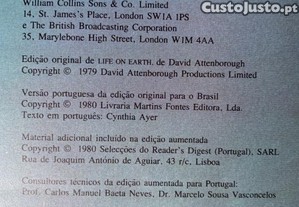 William Collins Sons & Co. Limited
14, St. James's Place, London SW1A 1PS
e The British Broadcasting Corporation
35, Marylebone High Street, London W1M 4AA
Edição original de LIFE ON EARTH, de David Attenborough
Copyright © 1979 David Attenborough Productions Limited
Versão portuguesa da edição original para o Brasil
Copyright © 1980 Livraria Martins Fontes Editora, Lda.
Texto em português: Cynthia Ayer
Material adicional incluído na edição aumentada
Copyright © 1980 Selecções do Reader's Digest (Portugal), SARL
Rua de Joaquim António de Aguiar, 43 r/c, Lisboa
Consultores técnicos da edição aumentada para Portugal:
Prof. Carlos Manuel Baeta Neves, Dr. Marcelo Sousa Vasconcelos
CustoJusto.pt